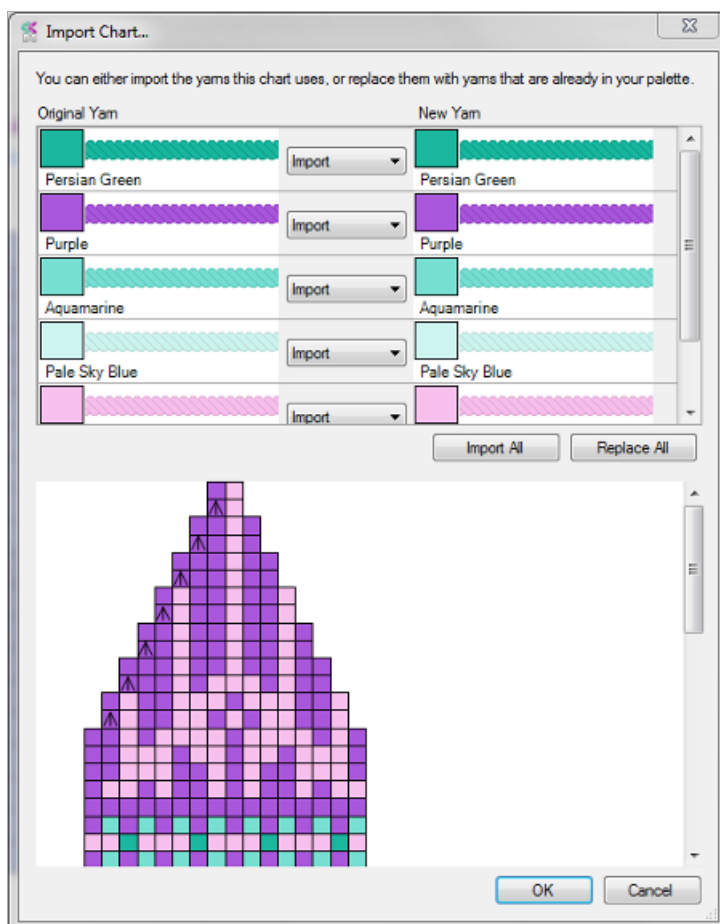 Import Chart...
You can either import the yarns this chart uses, or replace them with yarns that are already in your palette.
Original Yarn New Yarn
Import
Persian Green Persian Green
Import
Purple Purple
Import
Aquamarine Aquamarine
Import
Pale Sky Blue Pale Sky Blue
Import
Import All Replace All
OK Cancel